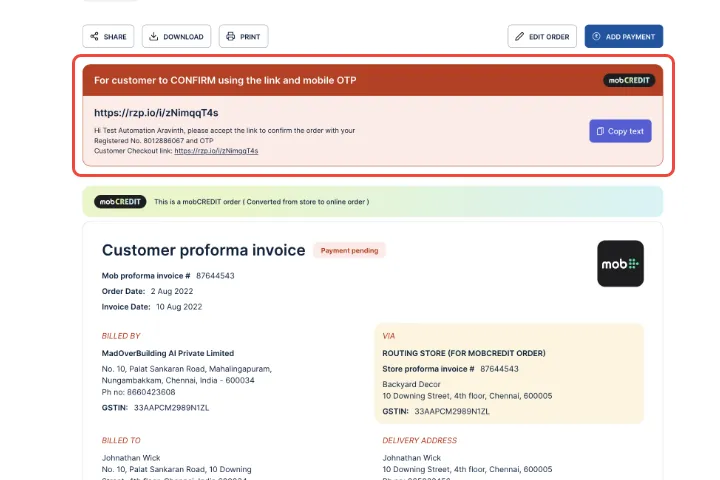 SHARE DOWNLOAD PRINT EDIT ORDER ADD PAYMENT
For customer to CONFIRM using the link and mobile OTP mobCREDIT
https://rzp.io/i/zNimqqT4s
Hi Test Automation Aravinth, please accept the link to confirm the order with your
Registered No. 8012886067 and OTP
Copy text
Customer Checkout link: https://rzp.io/i/zNimqqT4s
mobCREDIT This is a mobCREDIT order ( Converted from store to online order )
Customer proforma invoice Payment pending
mob
Mob proforma invoice # 87644543
Order Date: 2 Aug 2022
Invoice Date: 10 Aug 2022
BILLED BY
MadOverBuilding AI Private Limited
No. 10, Palat Sankaran Road, Mahalingapuram,
Nungambakkam, Chennai, India - 600034
Ph no: 8660423608
GSTIN: 33AAPCM2989N1ZL
VIA
ROUTING STORE (FOR MOBCREDIT ORDER)
Store proforma invoice # 87644543
Backyard Decor
10 Downing Street, 4th floor, Chennai, 600005
GSTIN: 33AAPCM2989N1ZL
BILLED TO
Johnathan Wick
No. 10, Palat Sankaran Road, 10 Downing
DELIVERY ADDRESS
Johnathan Wick
10 Downing Street, 4th floor, Chennai, 600005